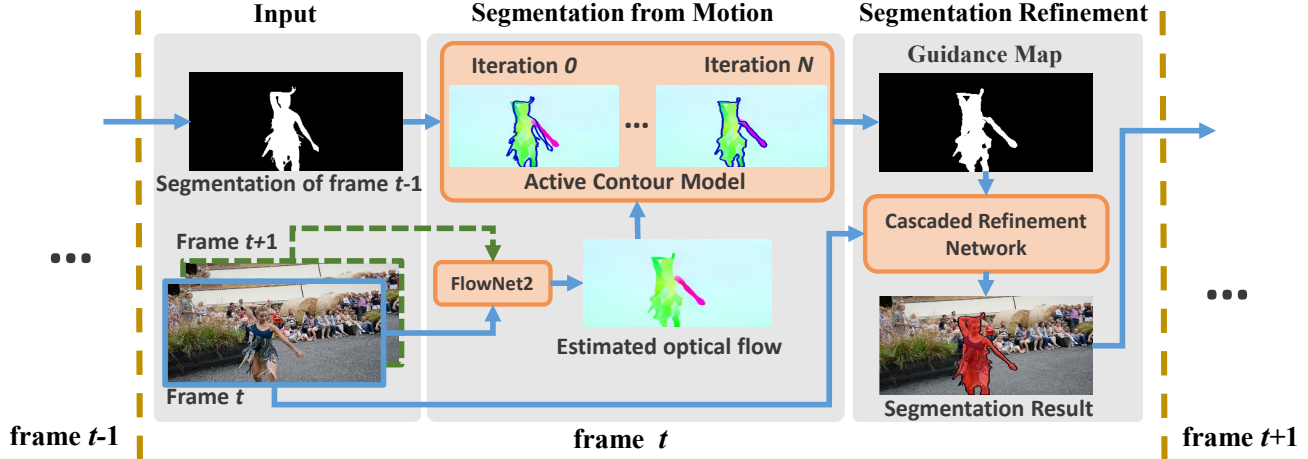 Input
Segmentation from Motion
Segmentation Refinement
Segmentation of frame t-1
Iteration 0
Iteration N
...
Active Contour Model
Guidance Map
Cascaded Refinement
Network
Frame t+1
Frame t
FlowNet2
Estimated optical flow
Segmentation Result
...
...
frame t-1
frame t
frame t+1